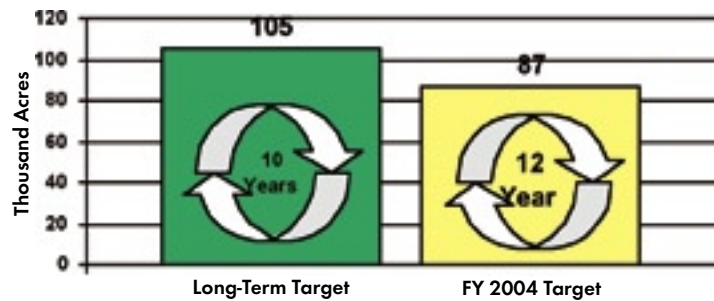 120
105
100
87
80
60
40
20
0
Thousand Acres
10
Years
12
Year
Long-Term Target
FY 2004 Target